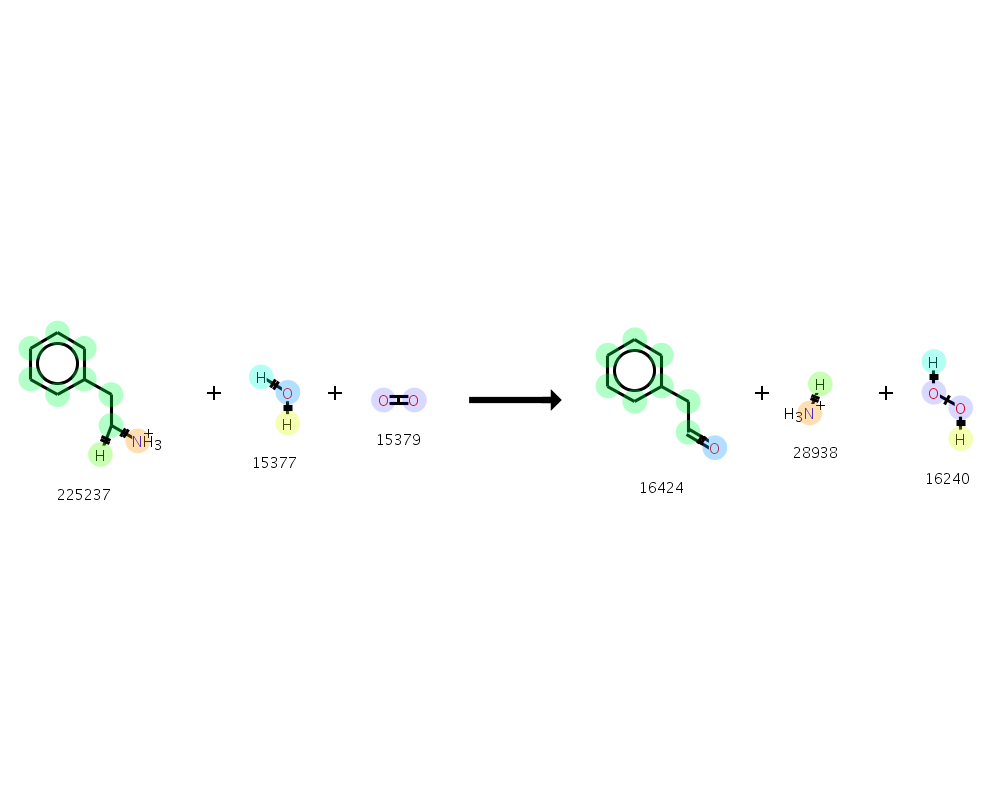 H NH3+
225237
+
H O H
15377
+
O O
15379
H O
16424
+
H H3N+
28938
+
H O O H
16240